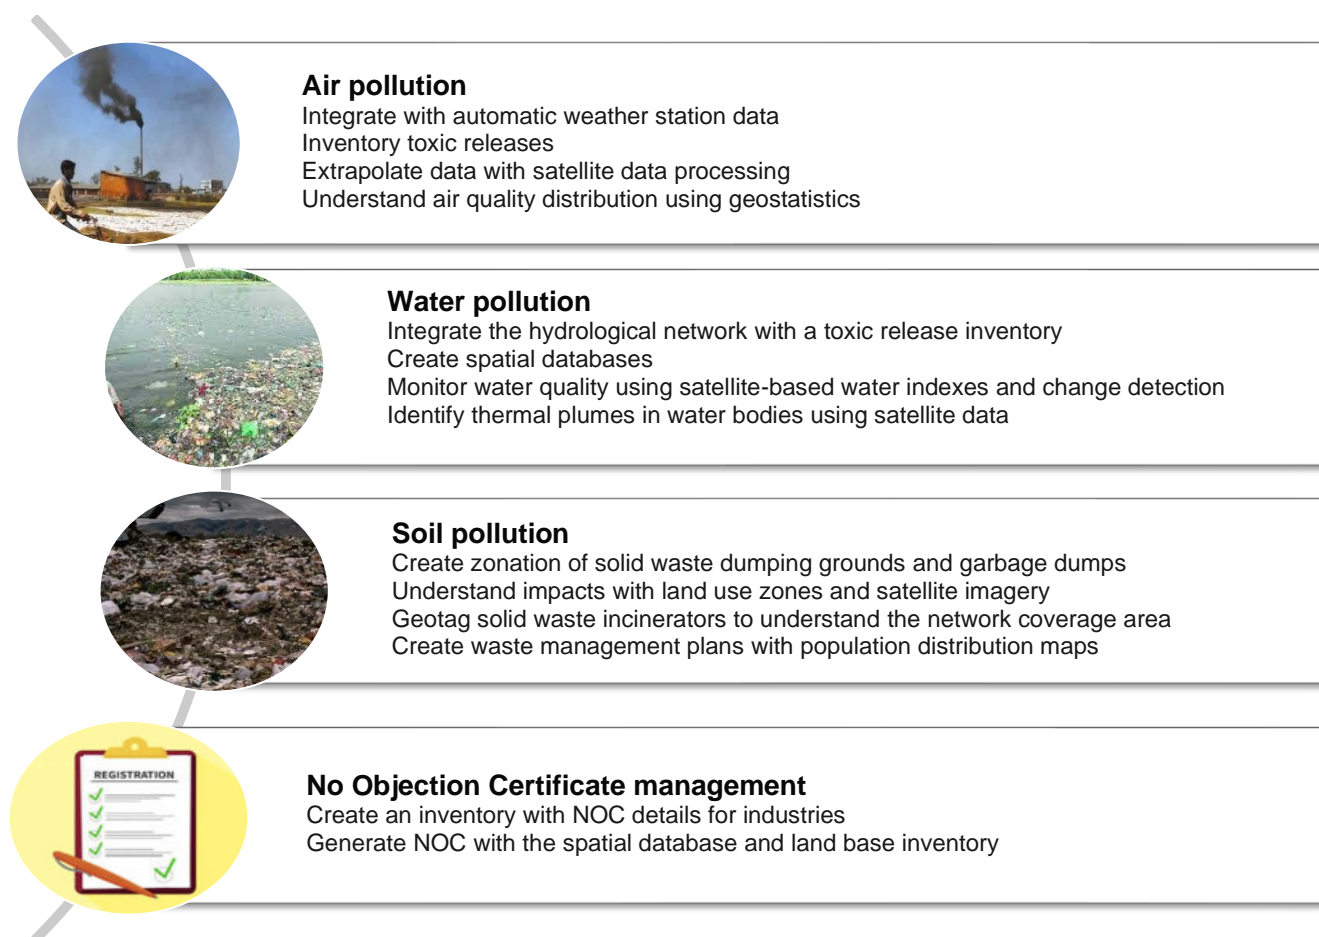 Air pollution
Integrate with automatic weather station data
Inventory toxic releases
Extrapolate data with satellite data processing
Understand air quality distribution using geostatistics
Water pollution
Integrate the hydrological network with a toxic release inventory
Create spatial databases
Monitor water quality using satellite-based water indexes and change detection
Identify thermal plumes in water bodies using satellite data
Soil pollution
Create zonation of solid waste dumping grounds and garbage dumps
Understand impacts with land use zones and satellite imagery
Geotag solid waste incinerators to understand the network coverage area
Create waste management plans with population distribution maps
REGISTRATION
No Objection Certificate management
Create an inventory with NOC details for industries
Generate NOC with the spatial database and land base inventory